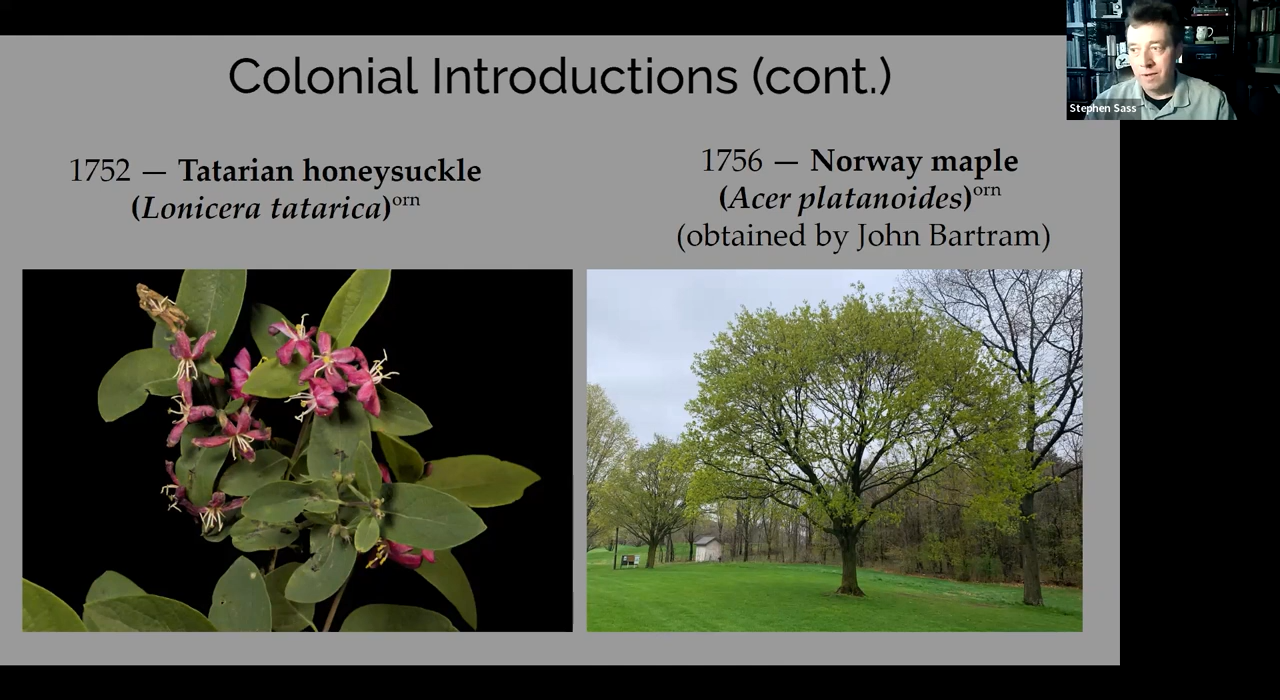 Colonial Introductions (cont.)
Stephen Sass
1752 — Tatarian honeysuckle
(Lonicera tatarica)orn
1756 — Norway maple
(Acer platanoides)orn
(obtained by John Bartram)